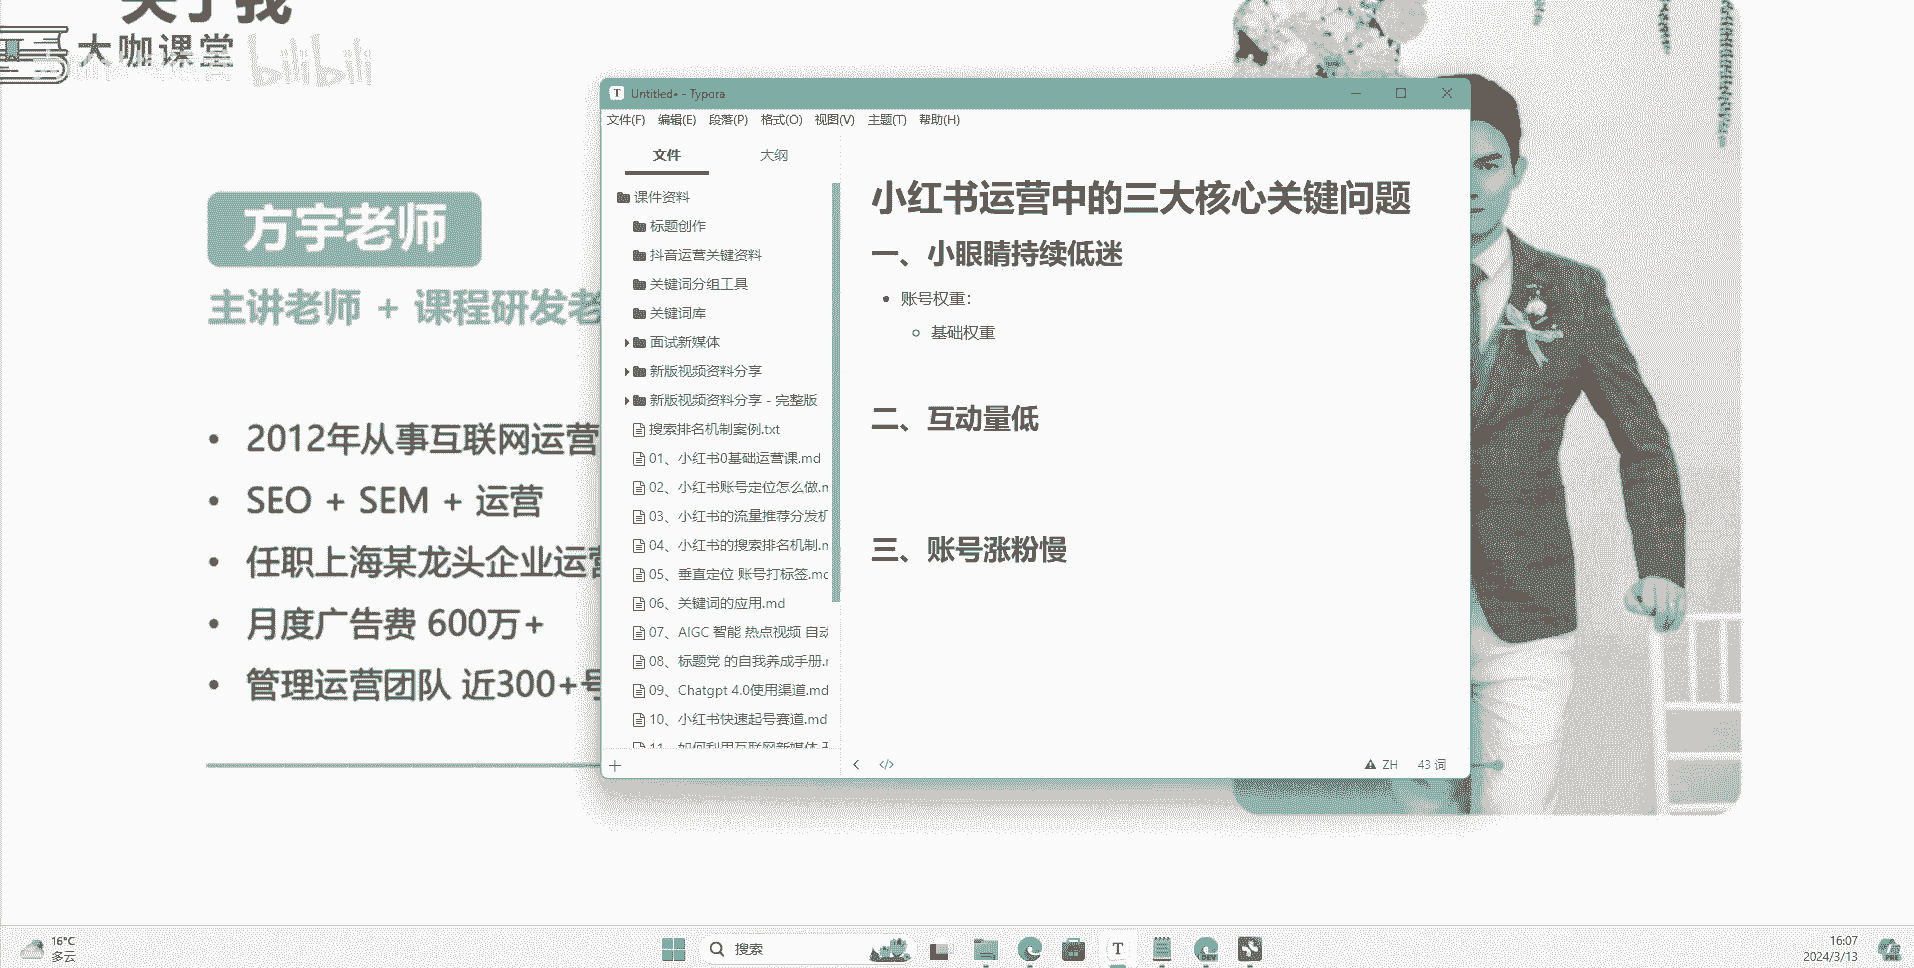 关于我
大咖课堂
bilibili
方宇老师
主讲老师 + 课程研发老
2012年从事互联网运营
SEO + SEM + 运营
任职上海某龙头企业运营
月度广告费 600万+
管理运营团队 近300+号
Untitled• - Typora
文件(F) 编辑(E) 段落(P) 格式(O) 视图(V) 主题(T) 帮助(H)
文件 大纲
课件资料
标题创作
抖音运营关键资料
关键词分组工具
关键词库
面试新媒体
新版视频资料分享
新版视频资料分享 - 完整版
搜索排名机制案例.txt
01、小红书0基础运营课.md
02、小红书账号定位怎么做.m
03、小红书的流量推荐分发机
04、小红书的搜索排名机制.m
05、垂直定位 账号打标签.md
06、关键词的应用.md
07、AIGC 智能 热点视频 自动
08、标题党 的自我养成手册.m
09、Chatgpt 4.0使用渠道.md
10、小红书快速起号赛道.md
11、如何利用互联网新媒体
小红书运营中的三大核心关键问题
一、小眼睛持续低迷
账号权重：
基础权重
二、互动量低
三、账号涨粉慢
ZH 43 词
16°C
多云
搜索
16:07
2024/3/13